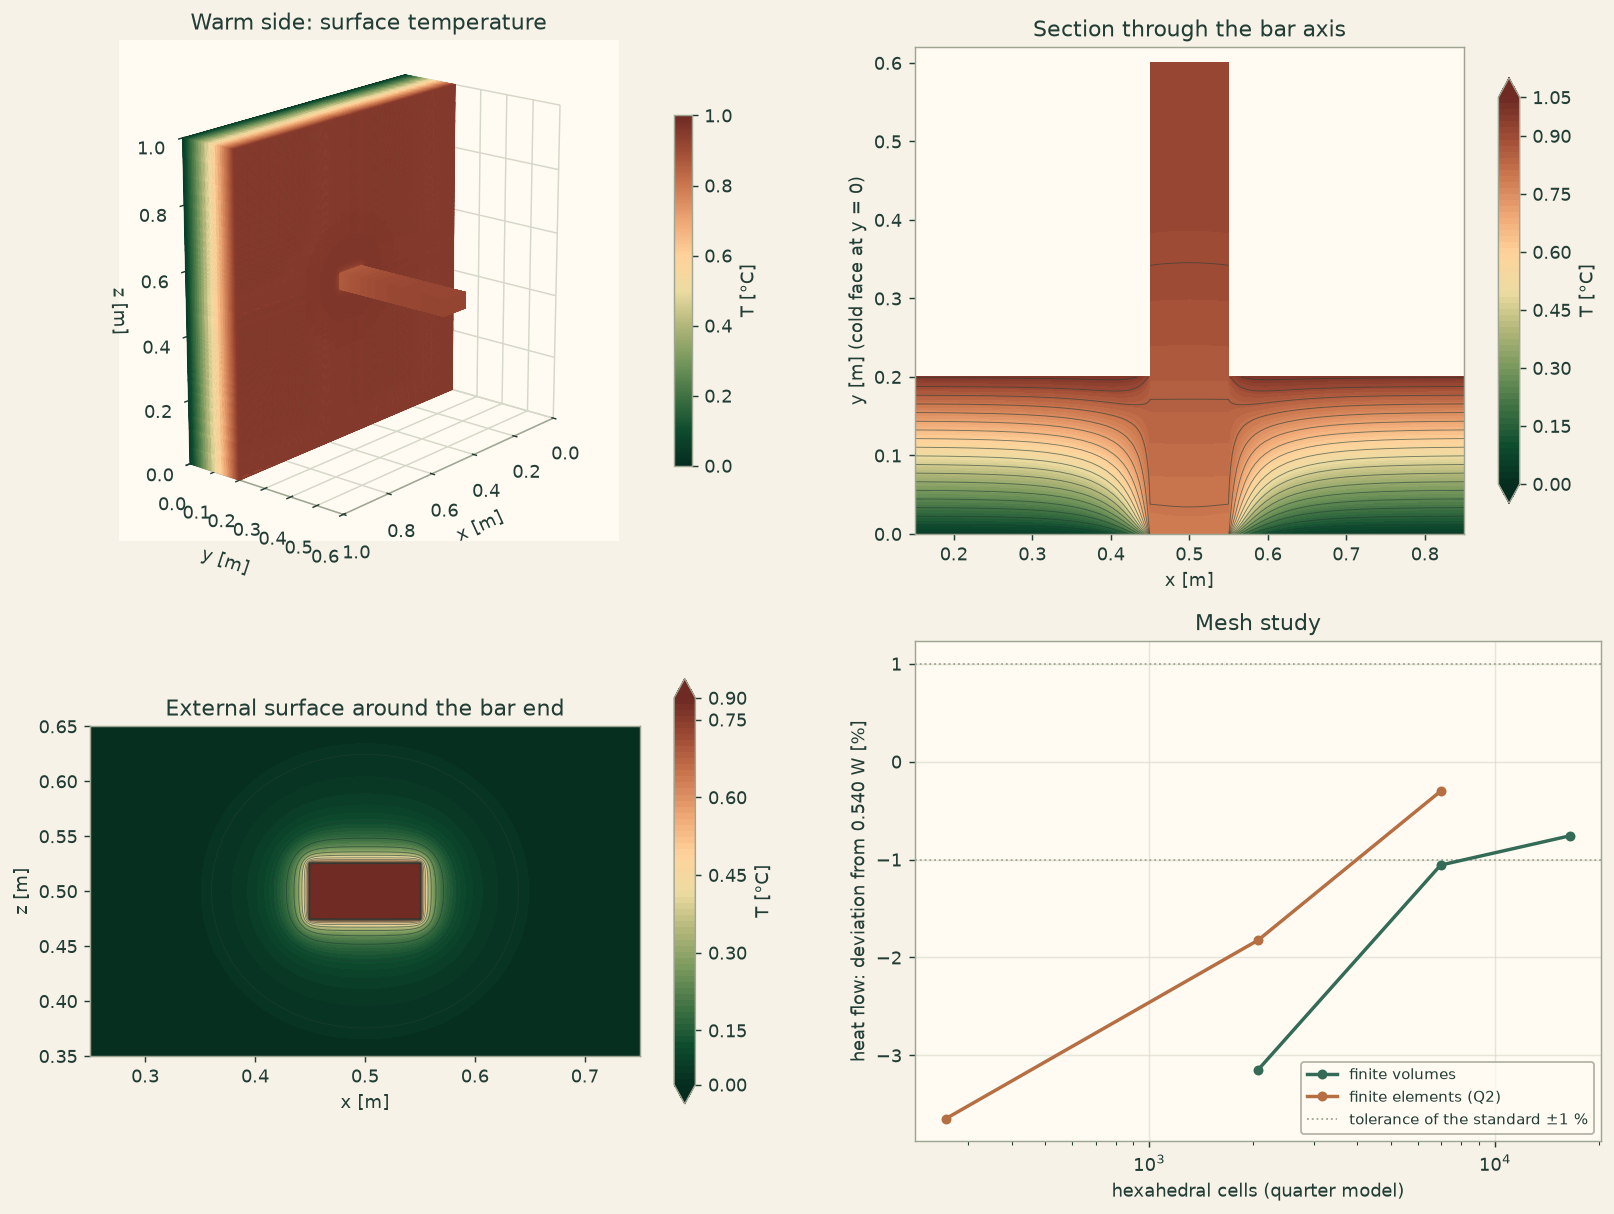 Warm side: surface temperature
1.0
0.8
0.6
0.4
0.2
0.0
z [m]
0.0
0.1
0.2
0.3
0.4
0.5
0.6
y [m]
1.0
0.8
0.6
0.4
0.2
0.0
x [m]
1.0
0.8
0.6
0.4
0.2
0.0
T [°C]
Section through the bar axis
0.6
0.5
0.4
0.3
0.2
0.1
0.0
y [m] (cold face at y = 0)
0.2 0.3 0.4 0.5 0.6 0.7 0.8
x [m]
1.05
0.90
0.75
0.60
0.45
0.30
0.15
0.00
T [°C]
External surface around the bar end
0.65
0.60
0.55
0.50
0.45
0.40
0.35
z [m]
0.3 0.4 0.5 0.6 0.7
x [m]
0.90
0.75
0.60
0.45
0.30
0.15
0.00
T [°C]
Mesh study
1
0
−1
−2
−3
heat flow: deviation from 0.540 W [%]
finite volumes
finite elements (Q2)
tolerance of the standard ±1 %
10³ 10⁴
hexahedral cells (quarter model)